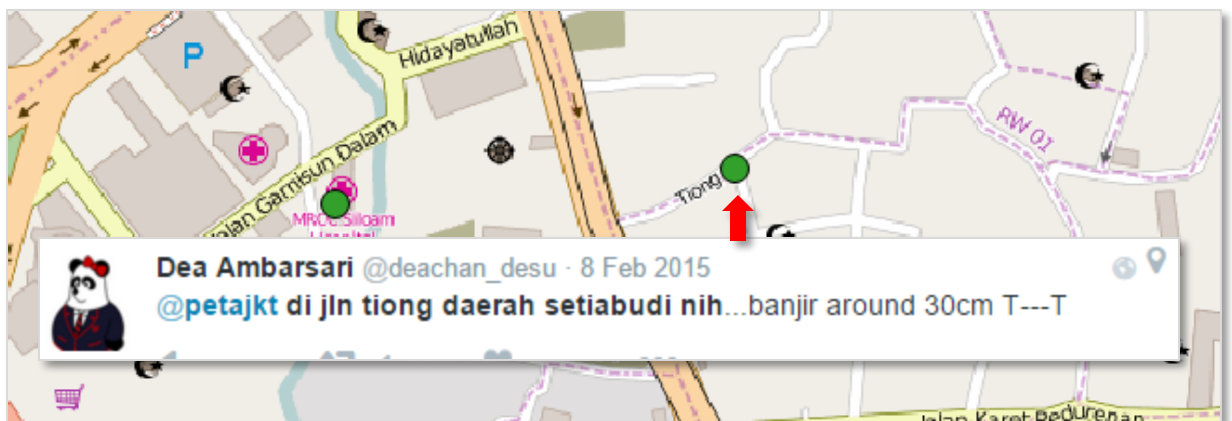 P
Hidayatullah
Jalan Garnisun Dalam
MRCC Siloam
Hospital
Tiong
RW 01
Dea Ambarsari @deachan_desu · 8 Feb 2015
@petajkt di jln tiong daerah setiabudi nih...banjir around 30cm T---T
Jalan Karet Pedurenan